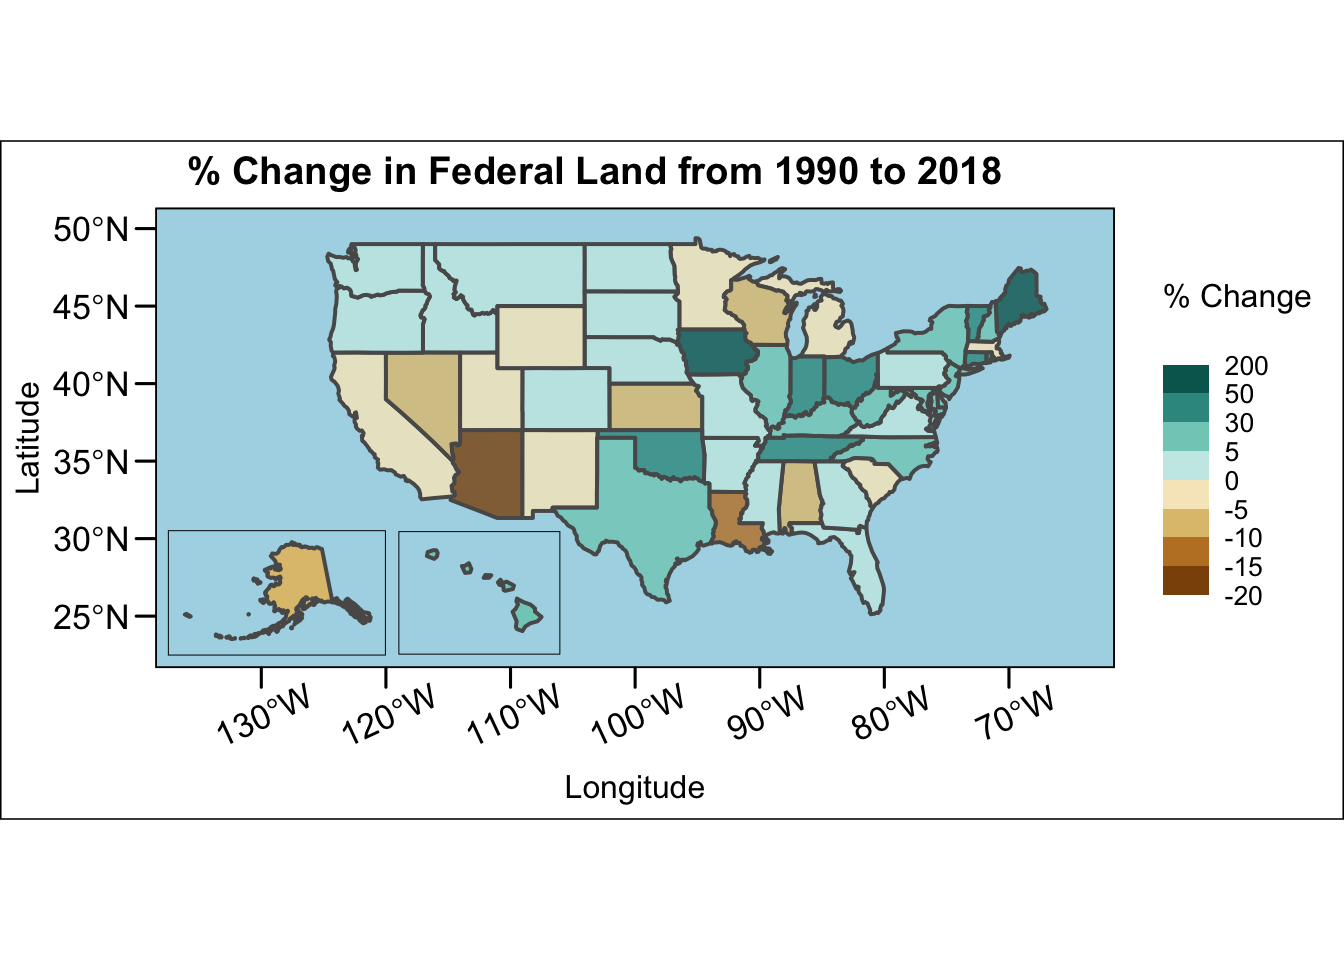 % Change in Federal Land from 1990 to 2018
50°N
45°N
40°N
35°N
30°N
25°N
Latitude
130°W 120°W 110°W 100°W 90°W 80°W 70°W
Longitude
% Change
200
50
30
5
0
-5
-10
-15
-20